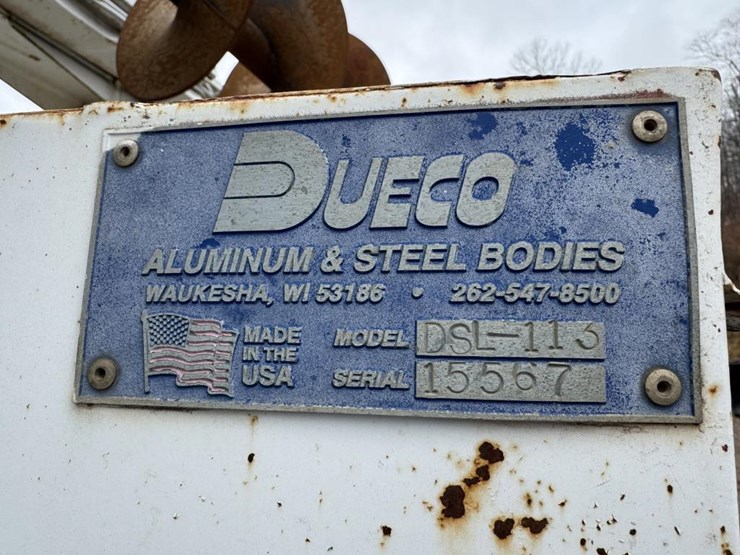 DUECO
ALUMINUM & STEEL BODIES
WAUKESHA, WI 53186 • 262-547-8500
MADE IN THE USA
MODEL DSL-113
SERIAL 15567